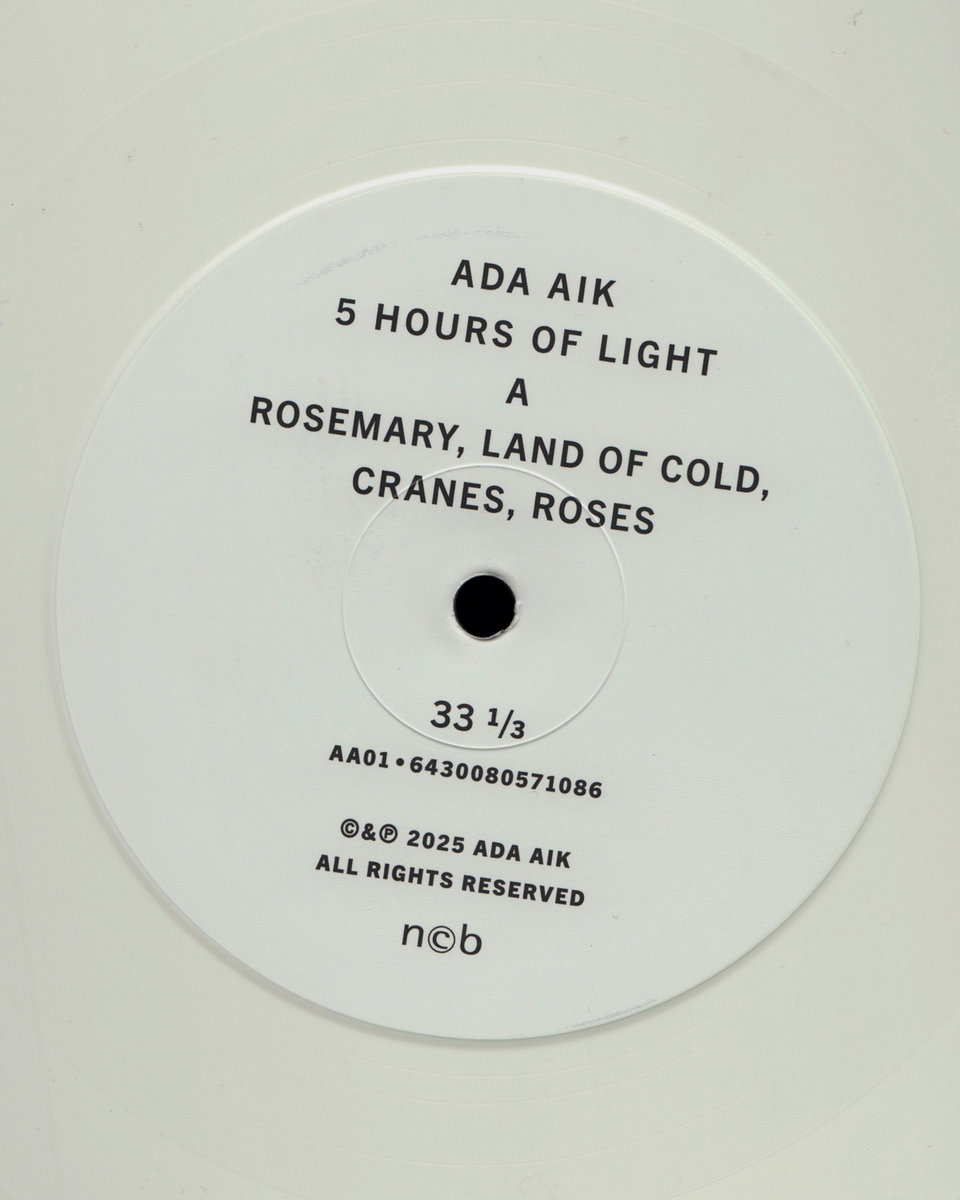 ADA AIK
5 HOURS OF LIGHT
A
ROSEMARY, LAND OF COLD,
CRANES, ROSES
33 ⅓
AA01•6430080571086
©&℗ 2025 ADA AIK
ALL RIGHTS RESERVED
n©b